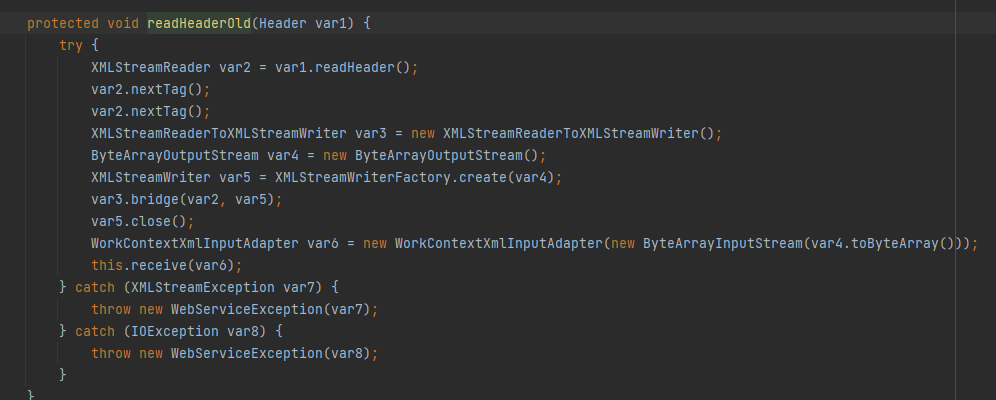 protected void readHeaderOld(Header var1) {
try {
XMLStreamReader var2 = var1.readHeader();
var2.nextTag();
var2.nextTag();
XMLStreamReaderToXMLStreamWriter var3 = new XMLStreamReaderToXMLStreamWriter();
ByteArrayOutputStream var4 = new ByteArrayOutputStream();
XMLStreamWriter var5 = XMLStreamWriterFactory.create(var4);
var3.bridge(var2, var5);
var5.close();
WorkContextXmlInputAdapter var6 = new WorkContextXmlInputAdapter(new ByteArrayInputStream(var4.toByteArray()));
this.receive(var6);
} catch (XMLStreamException var7) {
throw new WebServiceException(var7);
} catch (IOException var8) {
throw new WebServiceException(var8);
}
}